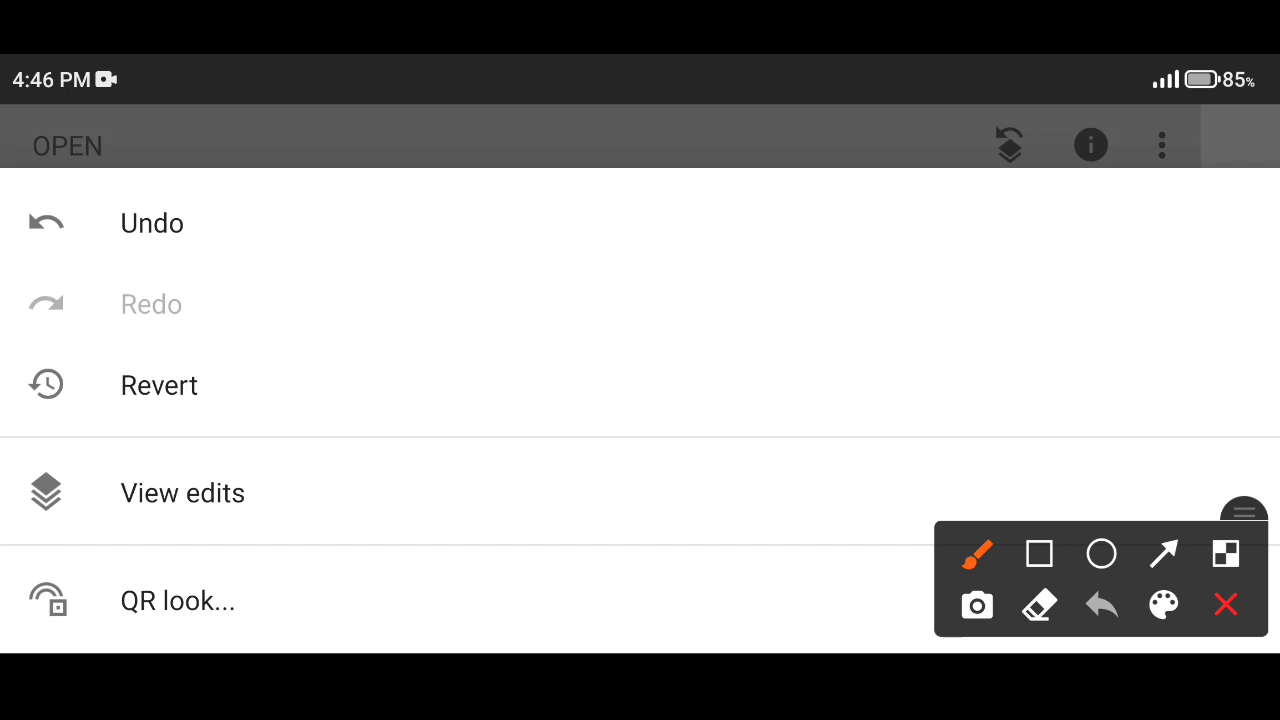 4:46 PM 85%
OPEN
Undo
Redo
Revert
View edits
QR look...